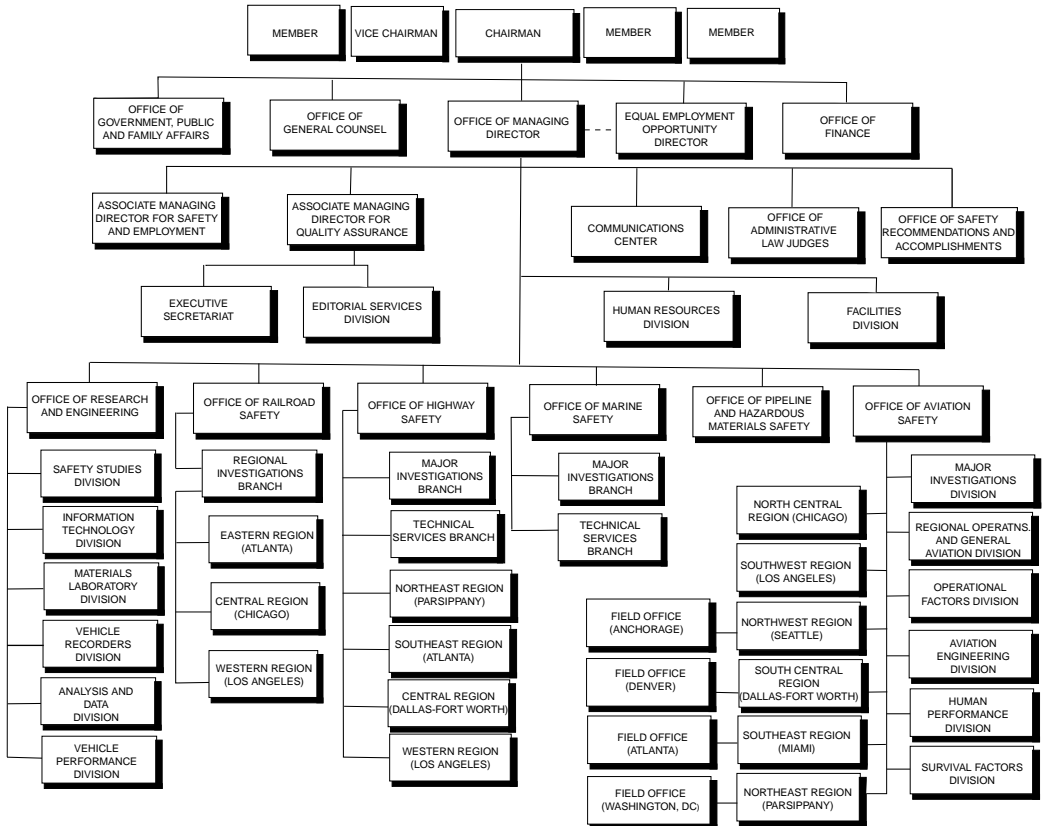 MEMBER
VICE CHAIRMAN
CHAIRMAN
MEMBER
MEMBER
OFFICE OF
GOVERNMENT, PUBLIC
AND FAMILY AFFAIRS
OFFICE OF
GENERAL COUNSEL
OFFICE OF MANAGING
DIRECTOR
EQUAL EMPLOYMENT
OPPORTUNITY
DIRECTOR
OFFICE OF
FINANCE
ASSOCIATE MANAGING
DIRECTOR FOR SAFETY
AND EMPLOYMENT
ASSOCIATE MANAGING
DIRECTOR FOR
QUALITY ASSURANCE
COMMUNICATIONS
CENTER
OFFICE OF
ADMINISTRATIVE
LAW JUDGES
OFFICE OF SAFETY
RECOMMENDATIONS AND
ACCOMPLISHMENTS
EXECUTIVE
SECRETARIAT
EDITORIAL SERVICES
DIVISION
HUMAN RESOURCES
DIVISION
FACILITIES
DIVISION
OFFICE OF RESEARCH
AND ENGINEERING
OFFICE OF RAILROAD
SAFETY
OFFICE OF HIGHWAY
SAFETY
OFFICE OF MARINE
SAFETY
OFFICE OF PIPELINE
AND HAZARDOUS
MATERIALS SAFETY
OFFICE OF AVIATION
SAFETY
SAFETY STUDIES
DIVISION
INFORMATION
TECHNOLOGY
DIVISION
MATERIALS
LABORATORY
DIVISION
VEHICLE
RECORDERS
DIVISION
ANALYSIS AND
DATA
DIVISION
VEHICLE
PERFORMANCE
DIVISION
REGIONAL
INVESTIGATIONS
BRANCH
EASTERN REGION
(ATLANTA)
CENTRAL REGION
(CHICAGO)
WESTERN REGION
(LOS ANGELES)
MAJOR
INVESTIGATIONS
BRANCH
TECHNICAL
SERVICES BRANCH
NORTHEAST REGION
(PARSIPPANY)
SOUTHEAST REGION
(ATLANTA)
CENTRAL REGION
(DALLAS-FORT WORTH)
WESTERN REGION
(LOS ANGELES)
MAJOR
INVESTIGATIONS
BRANCH
TECHNICAL
SERVICES
BRANCH
FIELD OFFICE
(ANCHORAGE)
FIELD OFFICE
(DENVER)
FIELD OFFICE
(ATLANTA)
FIELD OFFICE
(WASHINGTON, DC)
NORTH CENTRAL
REGION (CHICAGO)
SOUTHWEST REGION
(LOS ANGELES)
NORTHWEST REGION
(SEATTLE)
SOUTH CENTRAL
REGION
(DALLAS-FORT WORTH)
SOUTHEAST REGION
(MIAMI)
NORTHEAST REGION
(PARSIPPANY)
MAJOR
INVESTIGATIONS
DIVISION
REGIONAL OPERATNS.
AND GENERAL
AVIATION DIVISION
OPERATIONAL
FACTORS DIVISION
AVIATION
ENGINEERING
DIVISION
HUMAN
PERFORMANCE
DIVISION
SURVIVAL FACTORS
DIVISION